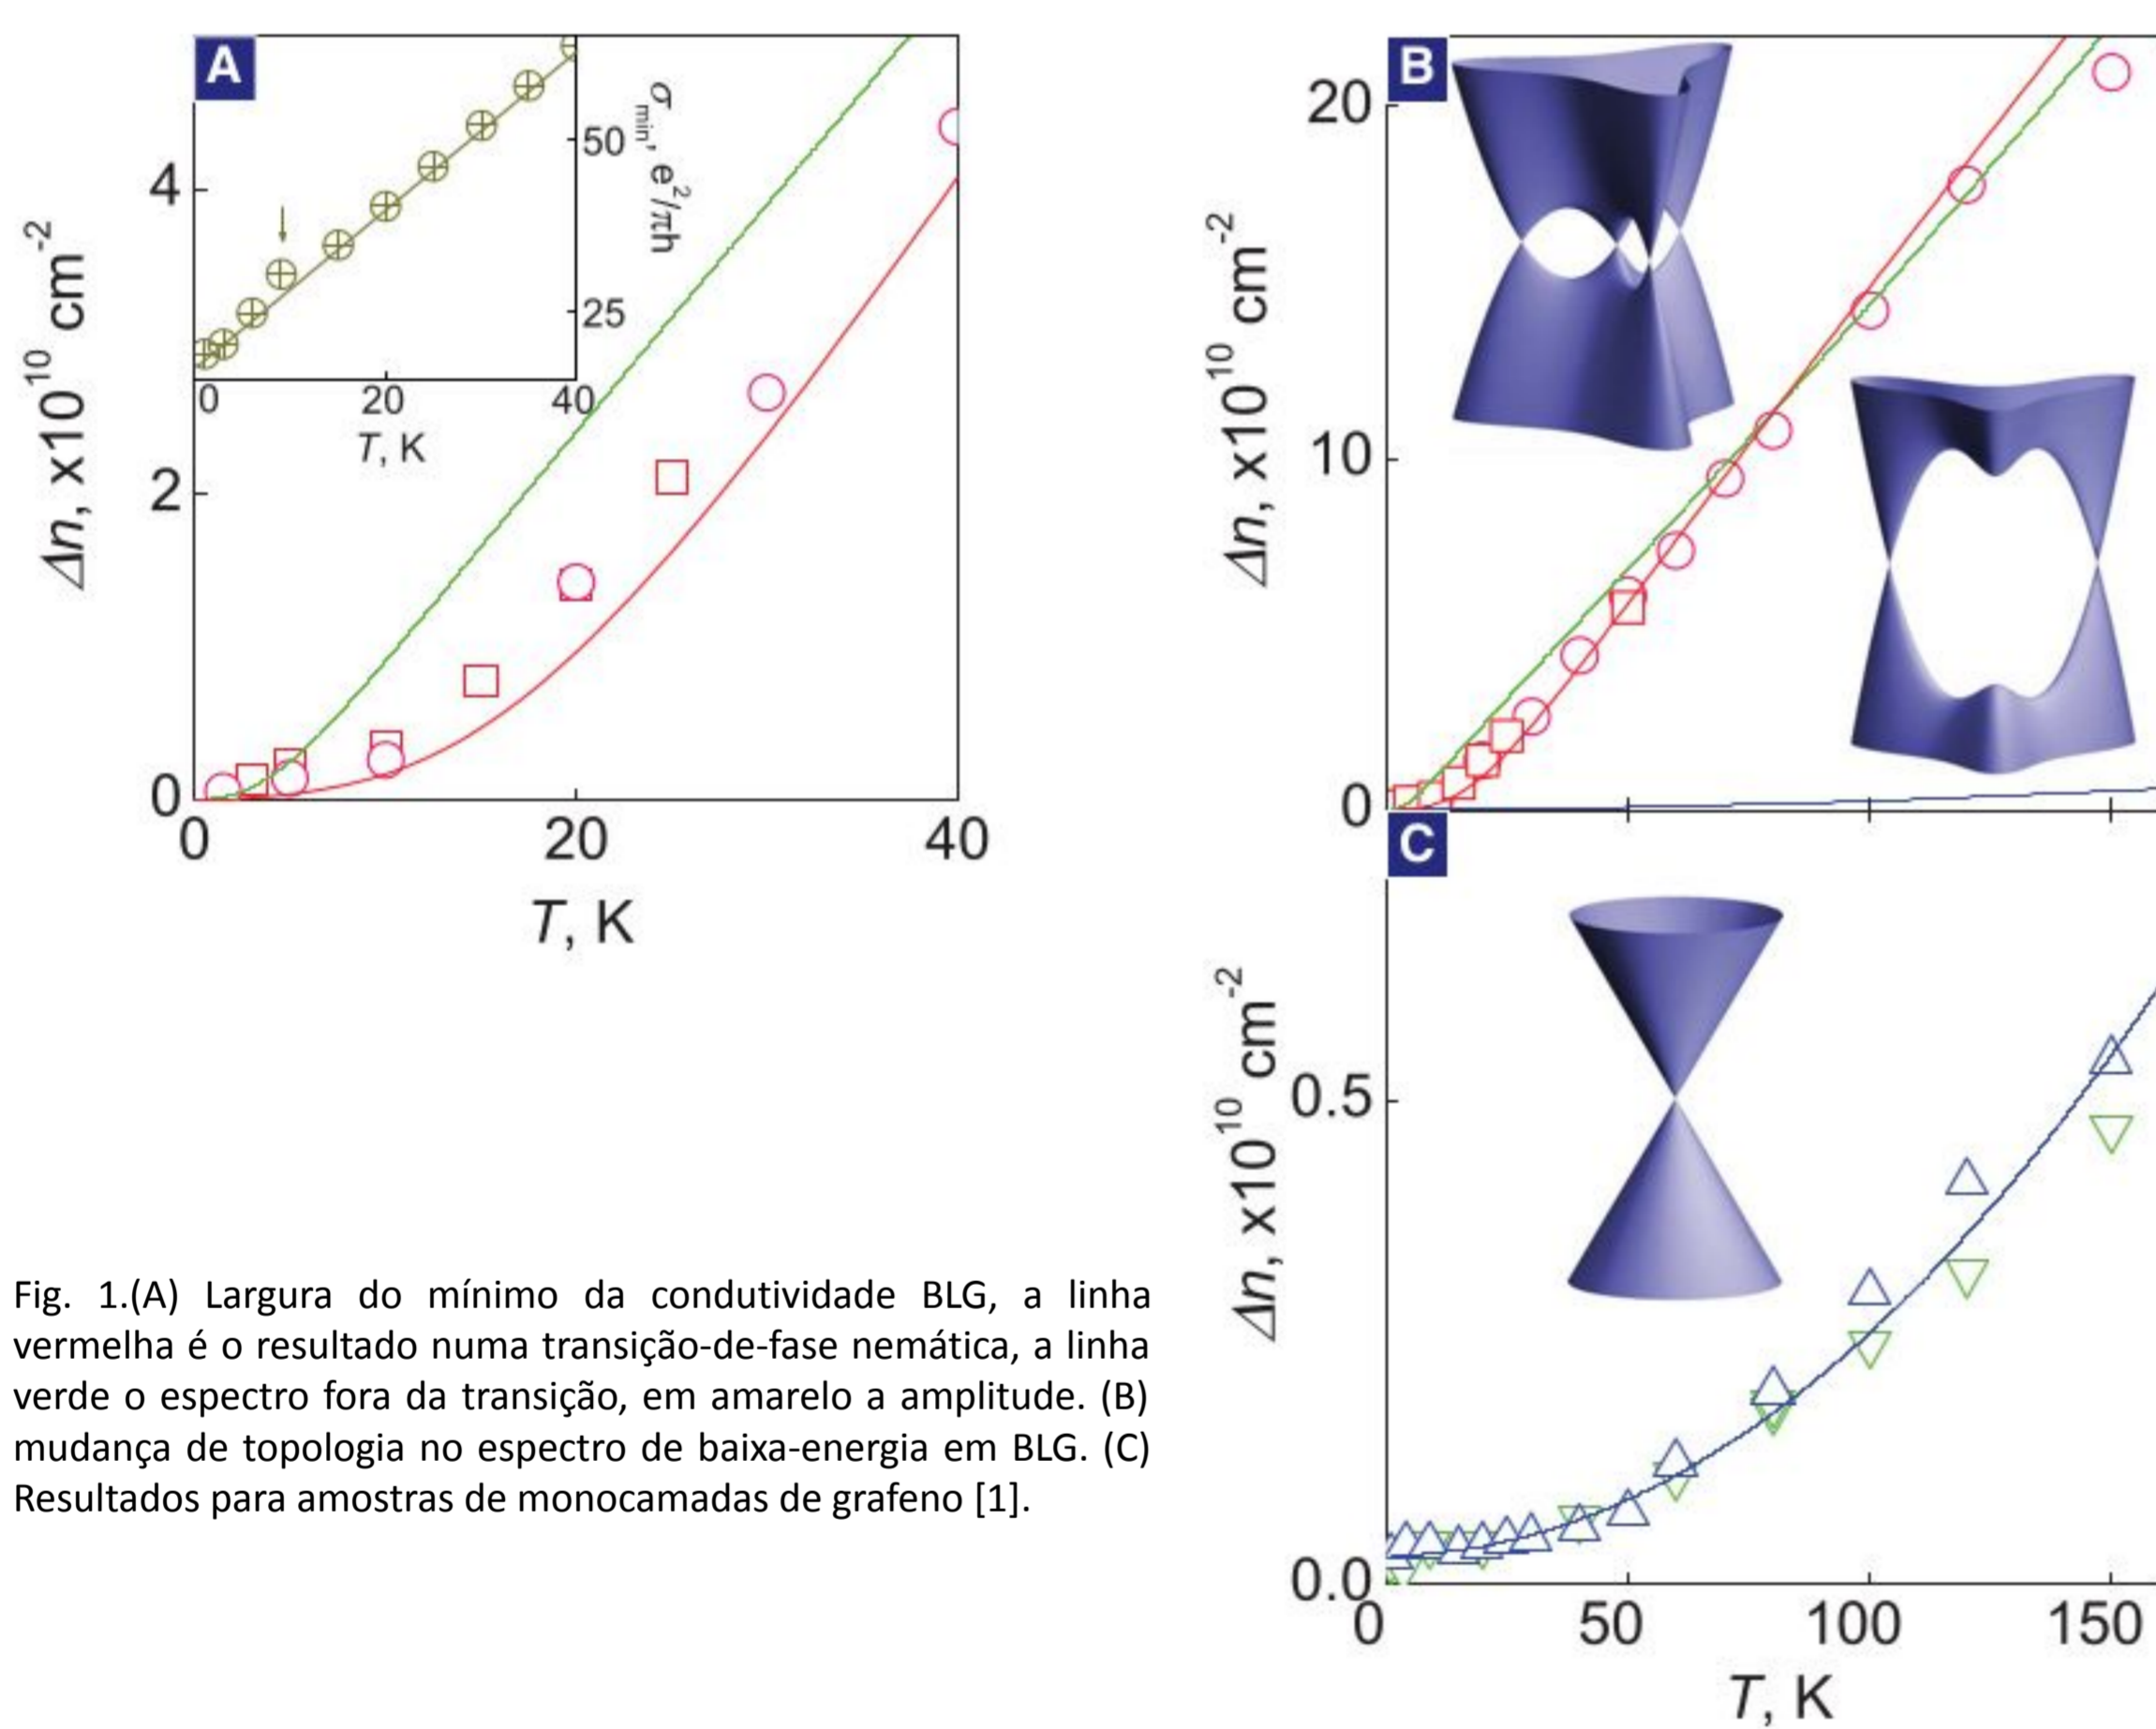 A
4
2
0
0
20
40
T, K
Δn, x10¹⁰ cm⁻²
50
25
0
20
40
T, K
σmin, e²/πh
B
20
10
0
Δn, x10¹⁰ cm⁻²
C
0.5
0.0
0
50
100
150
T, K
Δn, x10¹⁰ cm⁻²
Fig. 1.(A) Largura do mínimo da condutividade BLG, a linha
vermelha é o resultado numa transição-de-fase nemática, a linha
verde o espectro fora da transição, em amarelo a amplitude. (B)
mudança de topologia no espectro de baixa-energia em BLG. (C)
Resultados para amostras de monocamadas de grafeno [1].